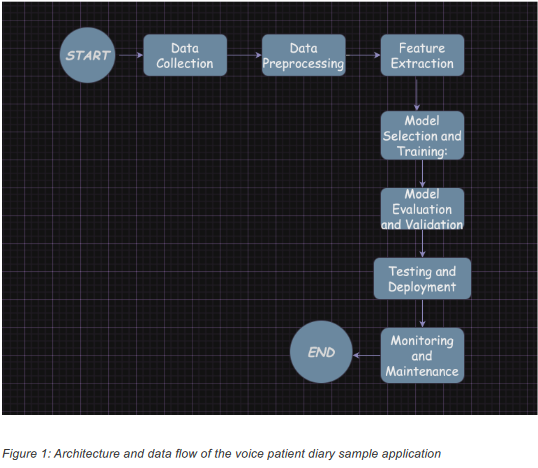 START
Data
Collection
Data
Preprocessing
Feature
Extraction
Model
Selection and
Training:
Model
Evaluation
and Validation
Testing and
Deployment
Monitoring
and
Maintenance
END
Figure 1: Architecture and data flow of the voice patient diary sample application